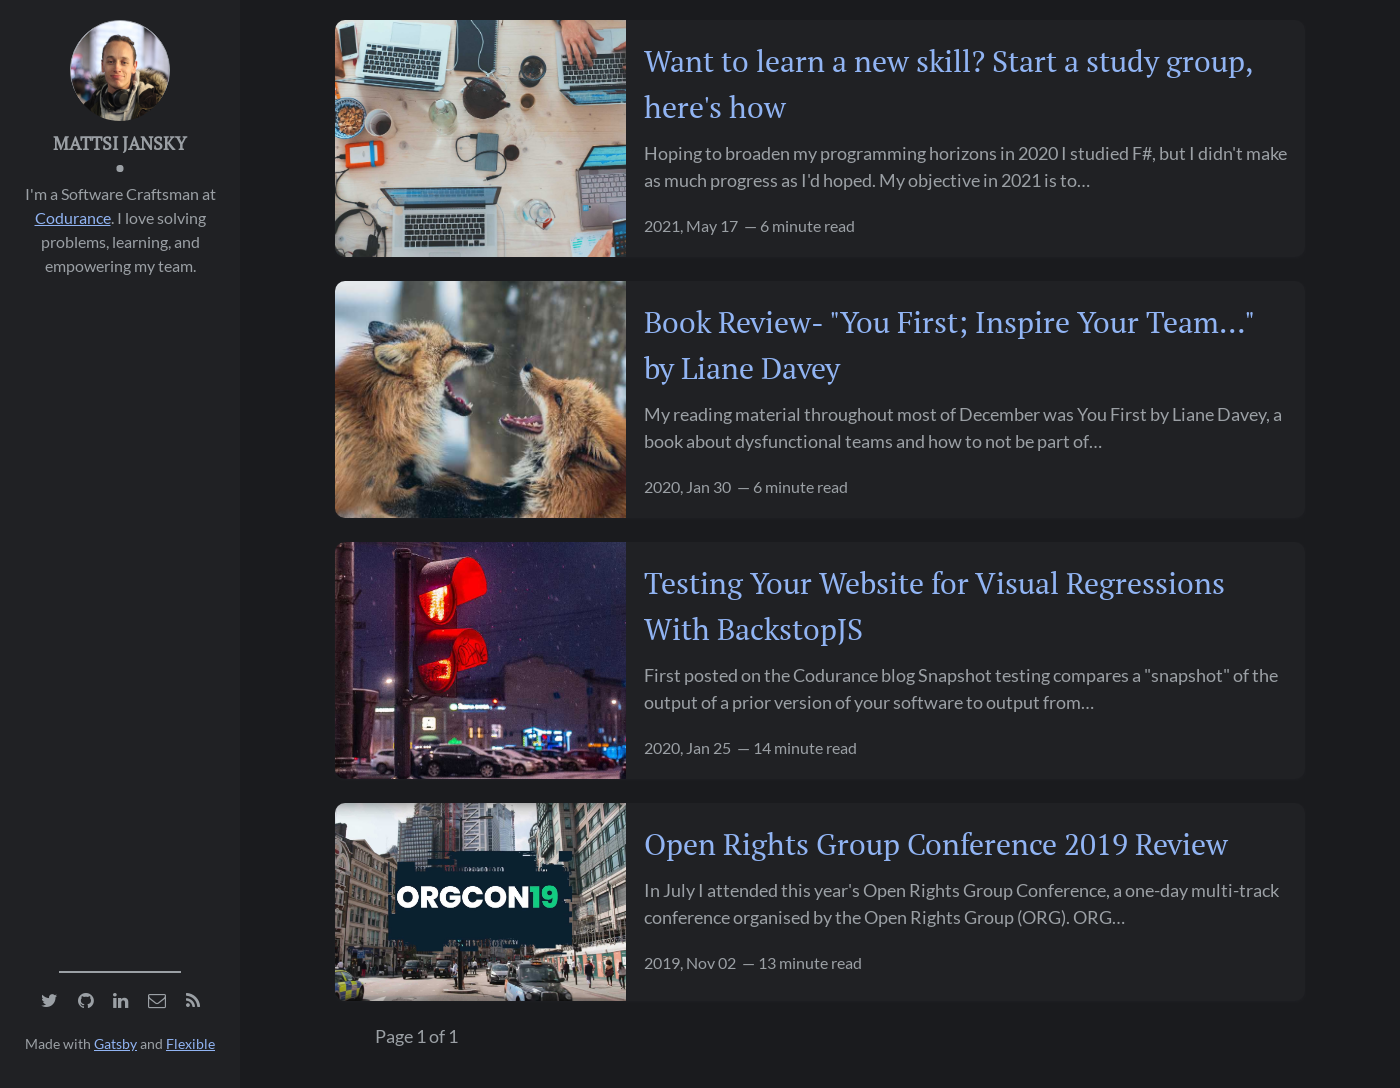 MATTSI JANSKY
I'm a Software Craftsman at
Codurance. I love solving
problems, learning, and
empowering my team.
Made with Gatsby and Flexible
Want to learn a new skill? Start a study group,
here's how
Hoping to broaden my programming horizons in 2020 I studied F#, but I didn't make
as much progress as I'd hoped. My objective in 2021 is to…
2021, May 17 — 6 minute read
Book Review- "You First; Inspire Your Team..."
by Liane Davey
My reading material throughout most of December was You First by Liane Davey, a
book about dysfunctional teams and how to not be part of…
2020, Jan 30 — 6 minute read
Testing Your Website for Visual Regressions
With BackstopJS
First posted on the Codurance blog Snapshot testing compares a "snapshot" of the
output of a prior version of your software to output from…
2020, Jan 25 — 14 minute read
ORGCON19
Open Rights Group Conference 2019 Review
In July I attended this year's Open Rights Group Conference, a one-day multi-track
conference organised by the Open Rights Group (ORG). ORG…
2019, Nov 02 — 13 minute read
Page 1 of 1